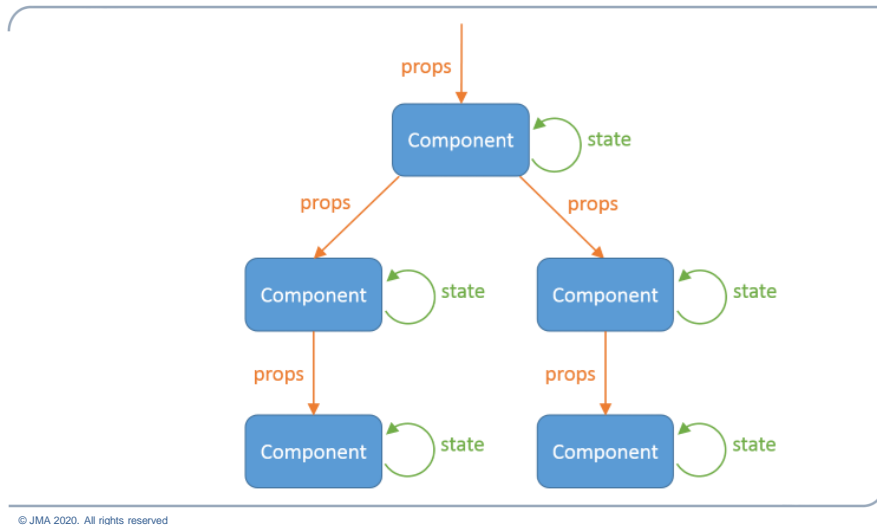 props
Component
state
props
props
Component
state
Component
state
props
props
Component
state
Component
state
© JMA 2020. All rights reserved